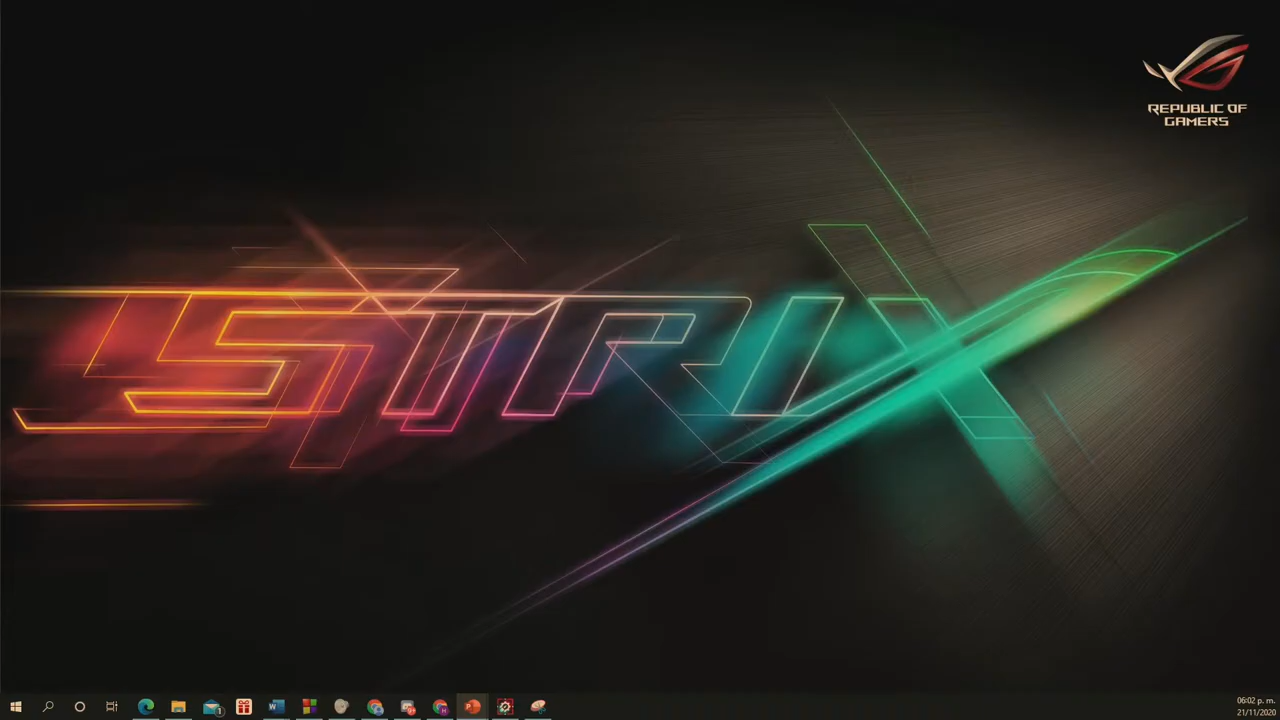 REPUBLIC OF
GAMERS
STRIX
06:02 p. m.
21/11/2020